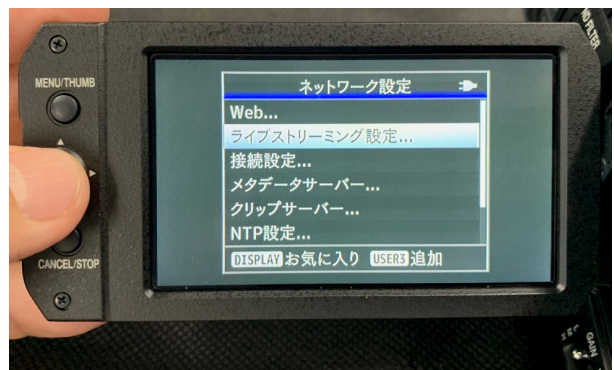 ND FILTER
MENU/THUMB
ネットワーク設定
Web...
ライブストリーミング設定...
接続設定...
メタデータサーバー...
クリップサーバー...
NTP設定...
DISPLAY お気に入り USER3 追加
CANCEL/STOP
GAIN
H M L